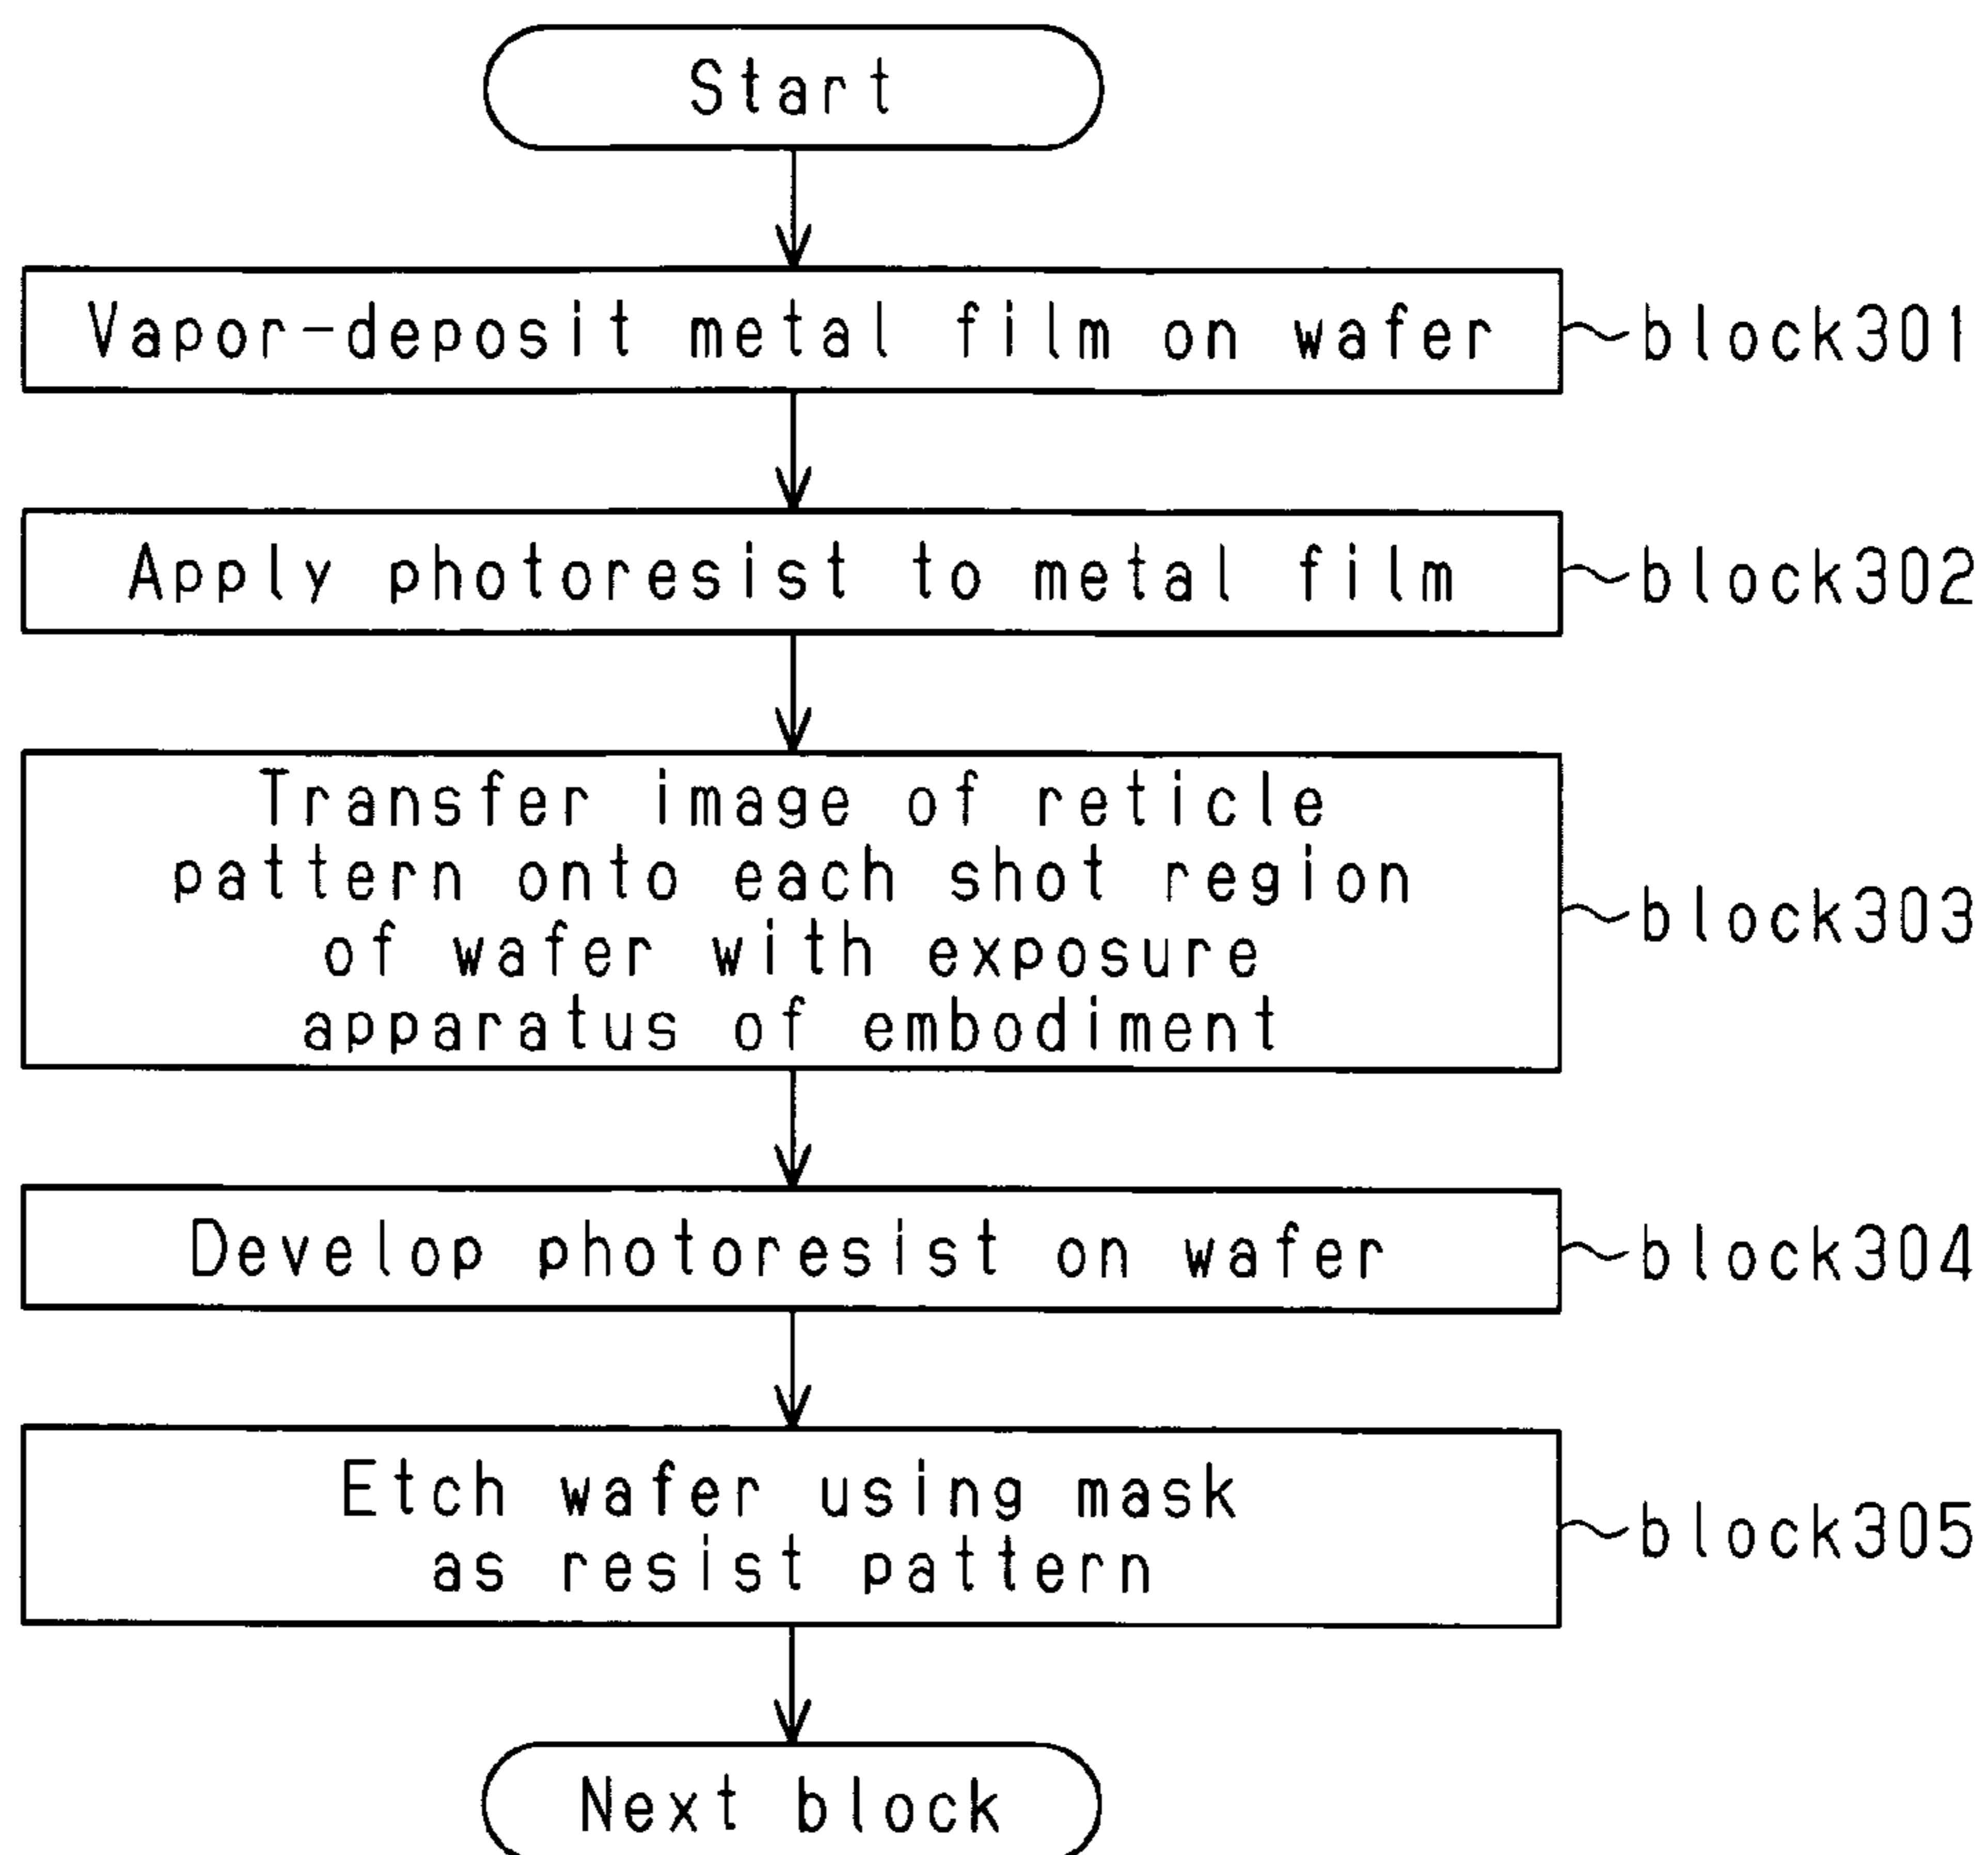 Start
Vapor-deposit metal film on wafer
block301
Apply photoresist to metal film
block302
Transfer image of reticle
pattern onto each shot region
of wafer with exposure
apparatus of embodiment
block303
Develop photoresist on wafer
block304
Etch wafer using mask
as resist pattern
block305
Next block